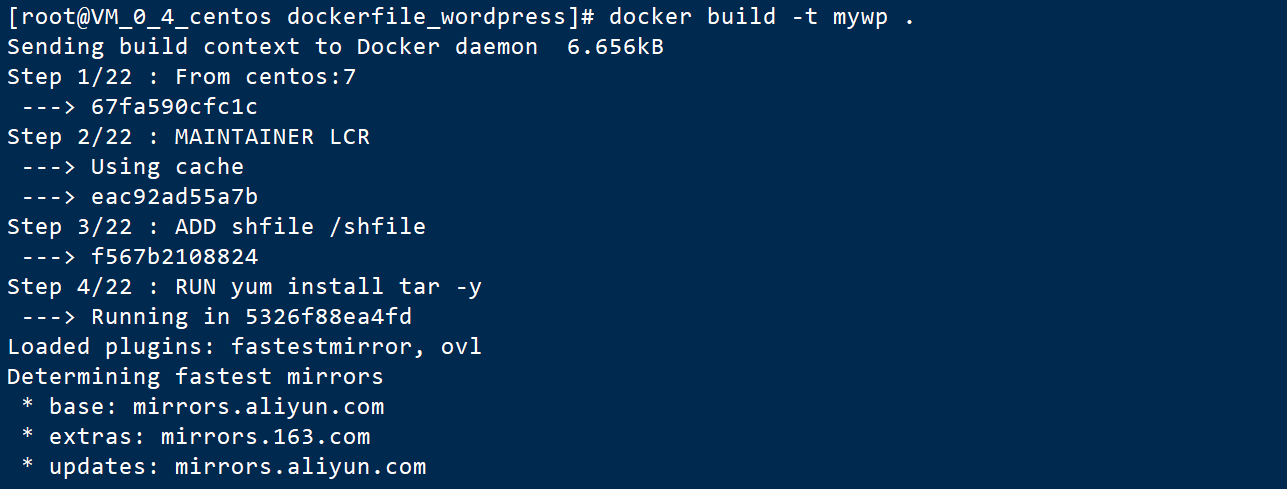 [root@VM_0_4_centos dockerfile_wordpress]# docker build -t mywp .
Sending build context to Docker daemon  6.656kB
Step 1/22 : From centos:7
 ---> 67fa590cfc1c
Step 2/22 : MAINTAINER LCR
 ---> Using cache
 ---> eac92ad55a7b
Step 3/22 : ADD shfile /shfile
 ---> f567b2108824
Step 4/22 : RUN yum install tar -y
 ---> Running in 5326f88ea4fd
Loaded plugins: fastestmirror, ovl
Determining fastest mirrors
 * base: mirrors.aliyun.com
 * extras: mirrors.163.com
 * updates: mirrors.aliyun.com